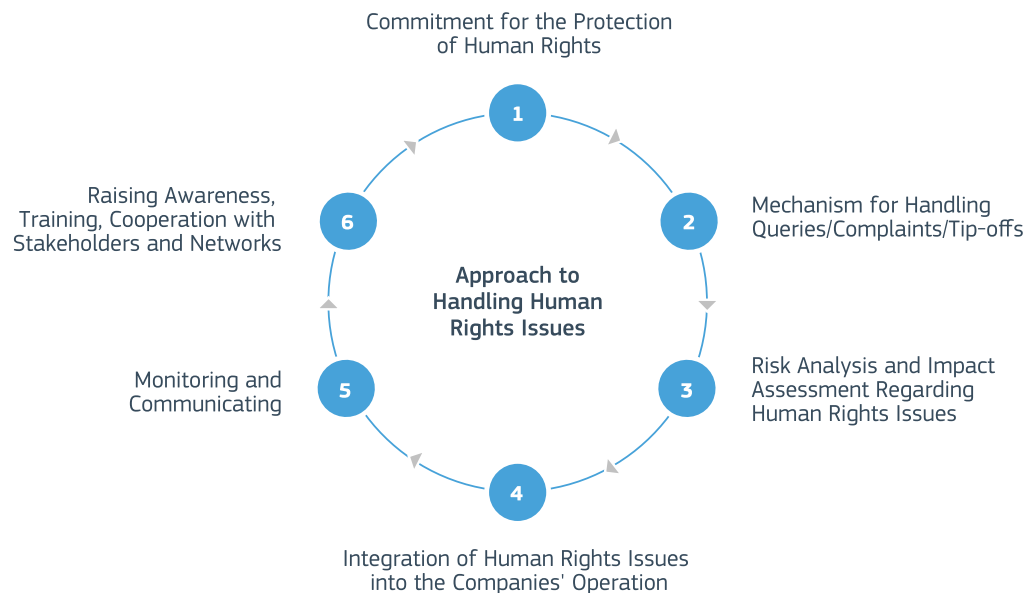 Commitment for the Protection
of Human Rights
1
2
Mechanism for Handling
Queries/Complaints/Tip-offs
3
Risk Analysis and Impact
Assessment Regarding
Human Rights Issues
4
Integration of Human Rights Issues
into the Companies' Operation
5
Monitoring and
Communicating
6
Raising Awareness,
Training, Cooperation with
Stakeholders and Networks
Approach to
Handling Human
Rights Issues